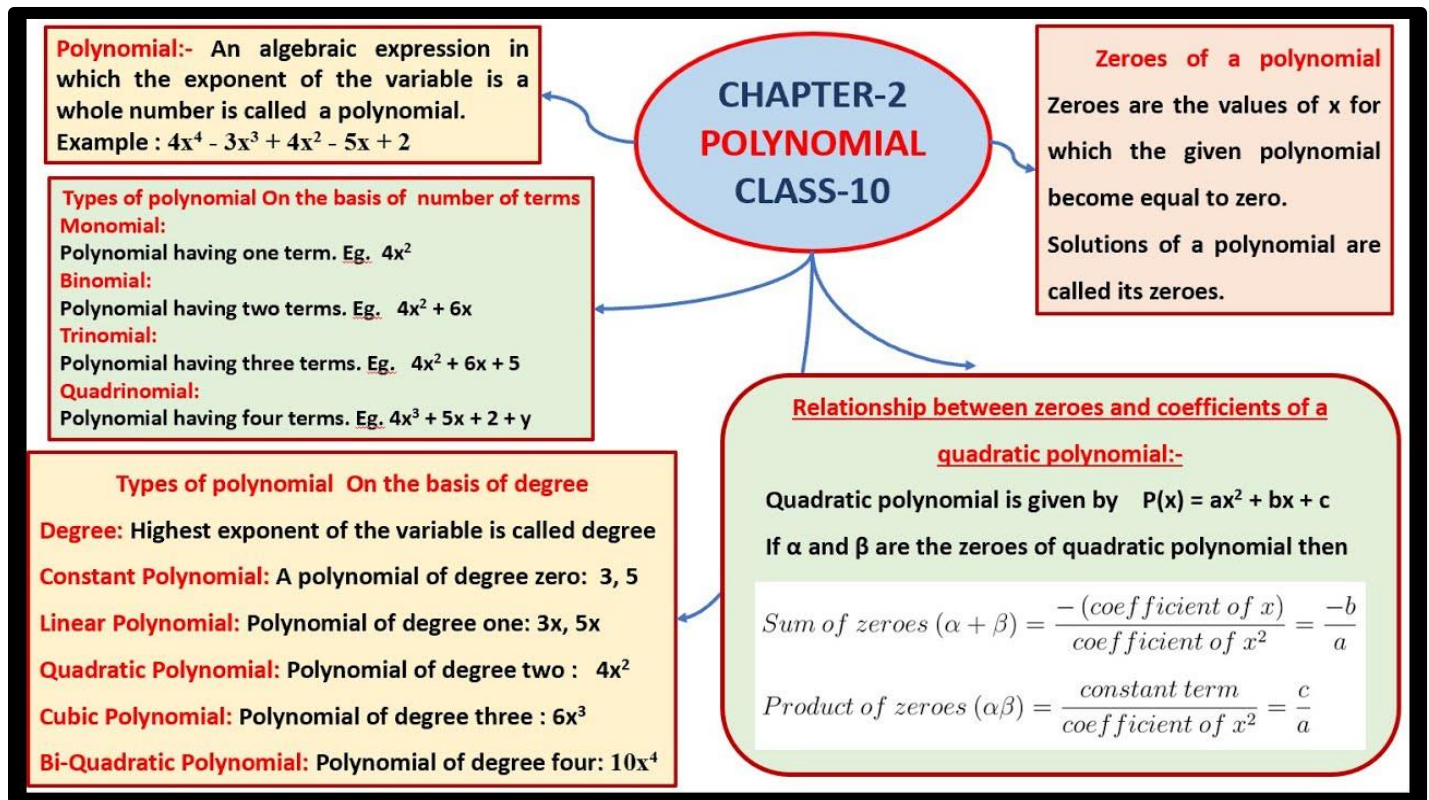 CHAPTER-2
POLYNOMIAL
CLASS-10
Polynomial:- An algebraic expression in
which the exponent of the variable is a
whole number is called a polynomial.
Example : 4x⁴ - 3x³ + 4x² - 5x + 2
Types of polynomial On the basis of number of terms
Monomial:
Polynomial having one term. Eg. 4x²
Binomial:
Polynomial having two terms. Eg. 4x² + 6x
Trinomial:
Polynomial having three terms. Eg. 4x² + 6x + 5
Quadrinomial:
Polynomial having four terms. Eg. 4x³ + 5x + 2 + y
Types of polynomial On the basis of degree
Degree: Highest exponent of the variable is called degree
Constant Polynomial: A polynomial of degree zero: 3, 5
Linear Polynomial: Polynomial of degree one: 3x, 5x
Quadratic Polynomial: Polynomial of degree two : 4x²
Cubic Polynomial: Polynomial of degree three : 6x³
Bi-Quadratic Polynomial: Polynomial of degree four: 10x⁴
Zeroes of a polynomial
Zeroes are the values of x for
which the given polynomial
become equal to zero.
Solutions of a polynomial are
called its zeroes.
Relationship between zeroes and coefficients of a
quadratic polynomial:-
Quadratic polynomial is given by P(x) = ax² + bx + c
If α and β are the zeroes of quadratic polynomial then
Sum of zeroes (α + β) = −(coefficient of x) / coefficient of x² = −b / a
Product of zeroes (αβ) = constant term / coefficient of x² = c / a